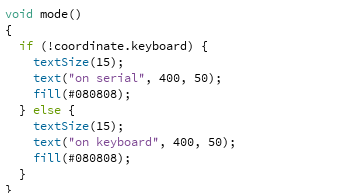 void mode()
{
  if (!coordinate.keyboard) {
    textSize(15);
    text("on serial", 400, 50);
    fill(#080808);
  } else {
    textSize(15);
    text("on keyboard", 400, 50);
    fill(#080808);
  }
}